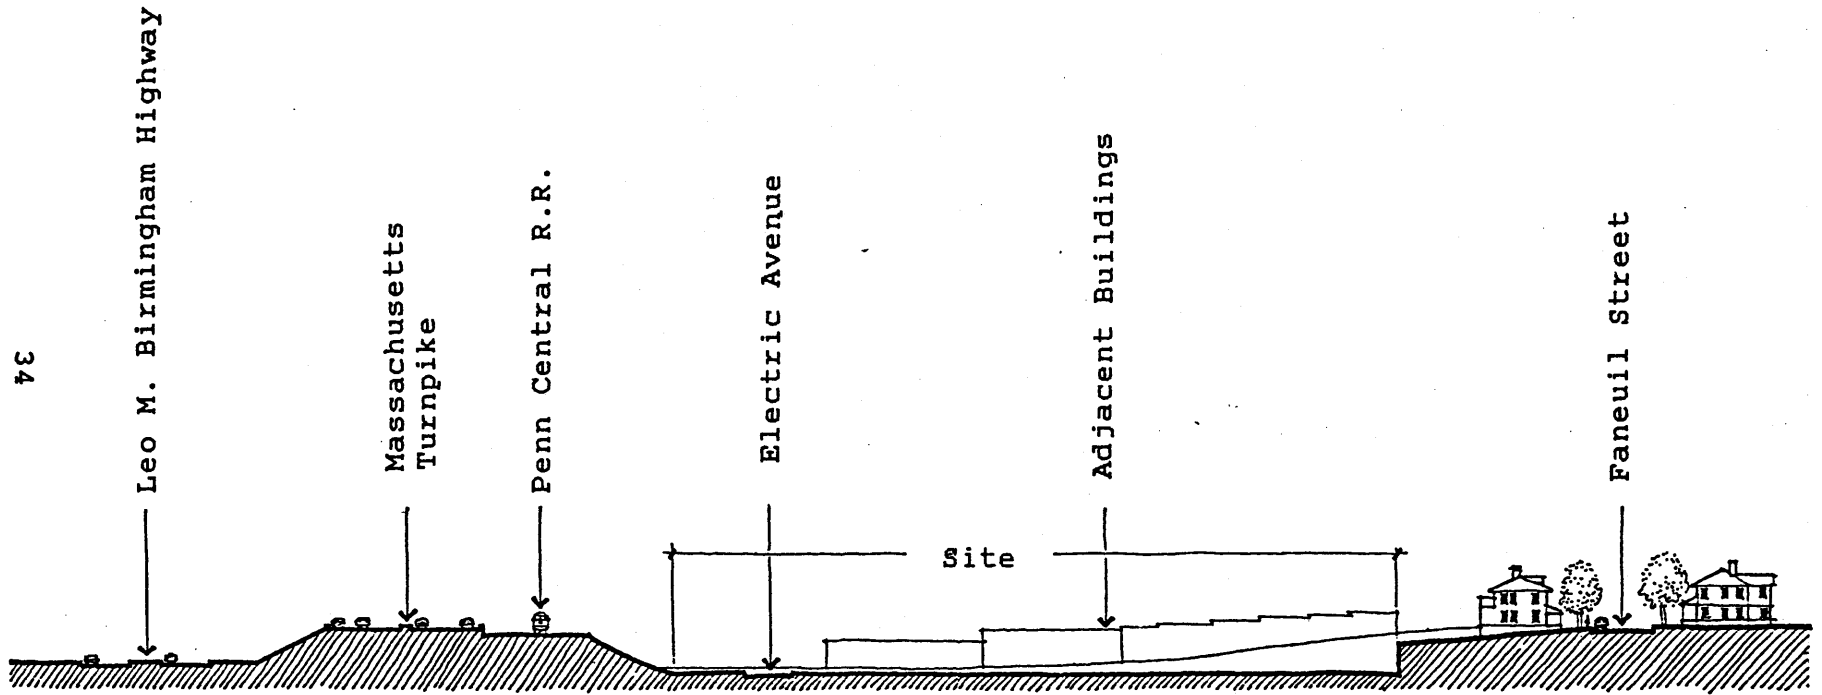 34
Leo M. Birmingham Highway
Massachusetts
Turnpike
Penn Central R.R.
Electric Avenue
Site
Adjacent Buildings
Faneuil Street